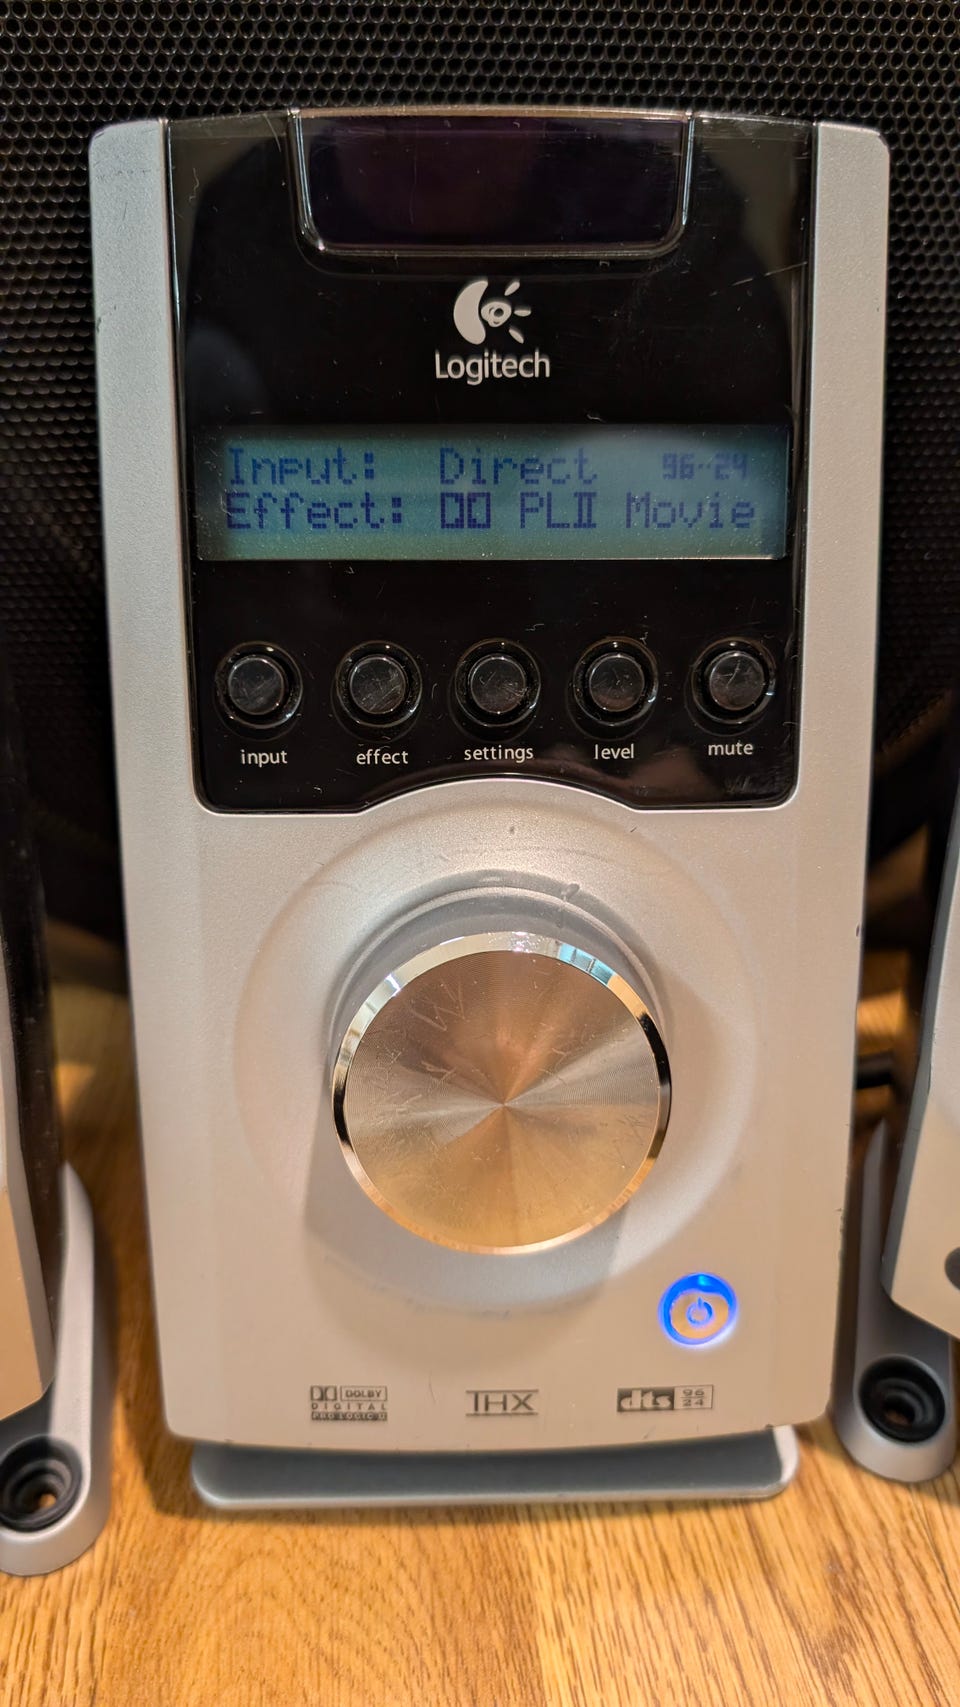 Logitech
Input: Direct 96··24
Effect: PLII Movie
input effect settings level mute
DOLBY
DIGITAL
PRO LOGIC II
THX
dts 96 24